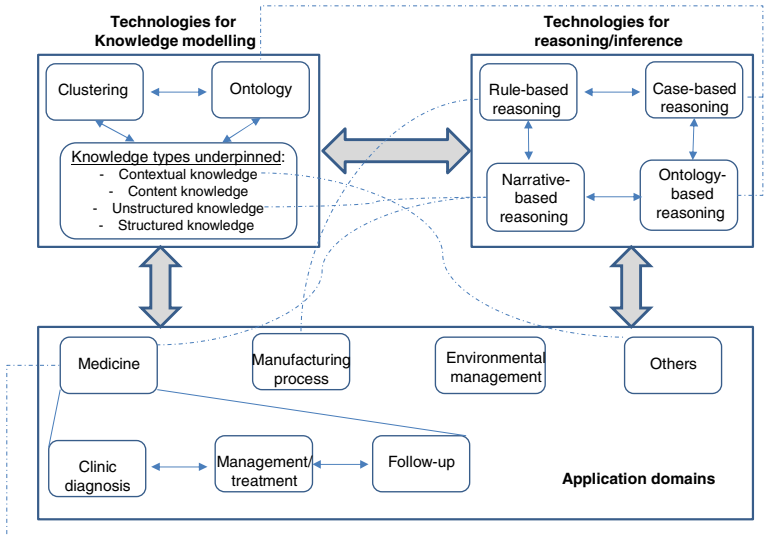 Technologies for
Knowledge modelling
Technologies for
reasoning/inference
Clustering
Ontology
Knowledge types underpinned:
- Contextual knowledge
- Content knowledge
- Unstructured knowledge
- Structured knowledge
Rule-based
reasoning
Case-based
reasoning
Narrative-
based
reasoning
Ontology-
based
reasoning
Medicine
Manufacturing
process
Environmental
management
Others
Clinic
diagnosis
Management/
treatment
Follow-up
Application domains